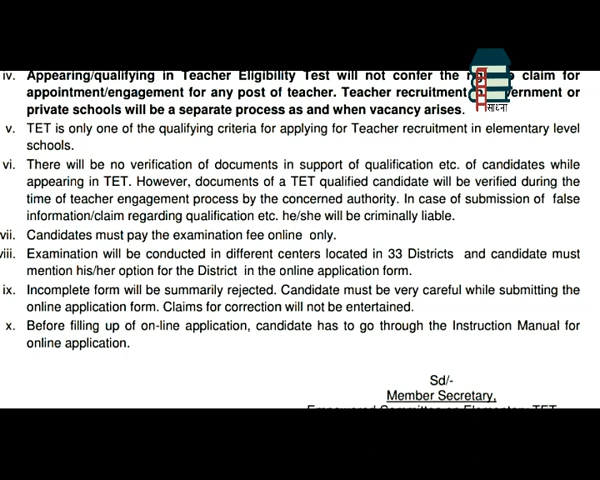 iv. Appearing/qualifying in Teacher Eligibility Test will not confer the claim for
appointment/engagement for any post of teacher. Teacher recruitment or
private schools will be a separate process as and when vacancy arises.
साधना
v. TET is only one of the qualifying criteria for applying for Teacher recruitment in elementary level
schools.
vi. There will be no verification of documents in support of qualification etc. of candidates while
appearing in TET. However, documents of a TET qualified candidate will be verified during the
time of teacher engagement process by the concerned authority. In case of submission of false
information/claim regarding qualification etc. he/she will be criminally liable.
vii. Candidates must pay the examination fee online only.
viii. Examination will be conducted in different centers located in 33 Districts and candidate must
mention his/her option for the District in the online application form.
ix. Incomplete form will be summarily rejected. Candidate must be very careful while submitting the
online application form. Claims for correction will not be entertained.
x. Before filling up of on-line application, candidate has to go through the Instruction Manual for
online application.
Sd/-
Member Secretary,
Empowered Committee on Elementary TET